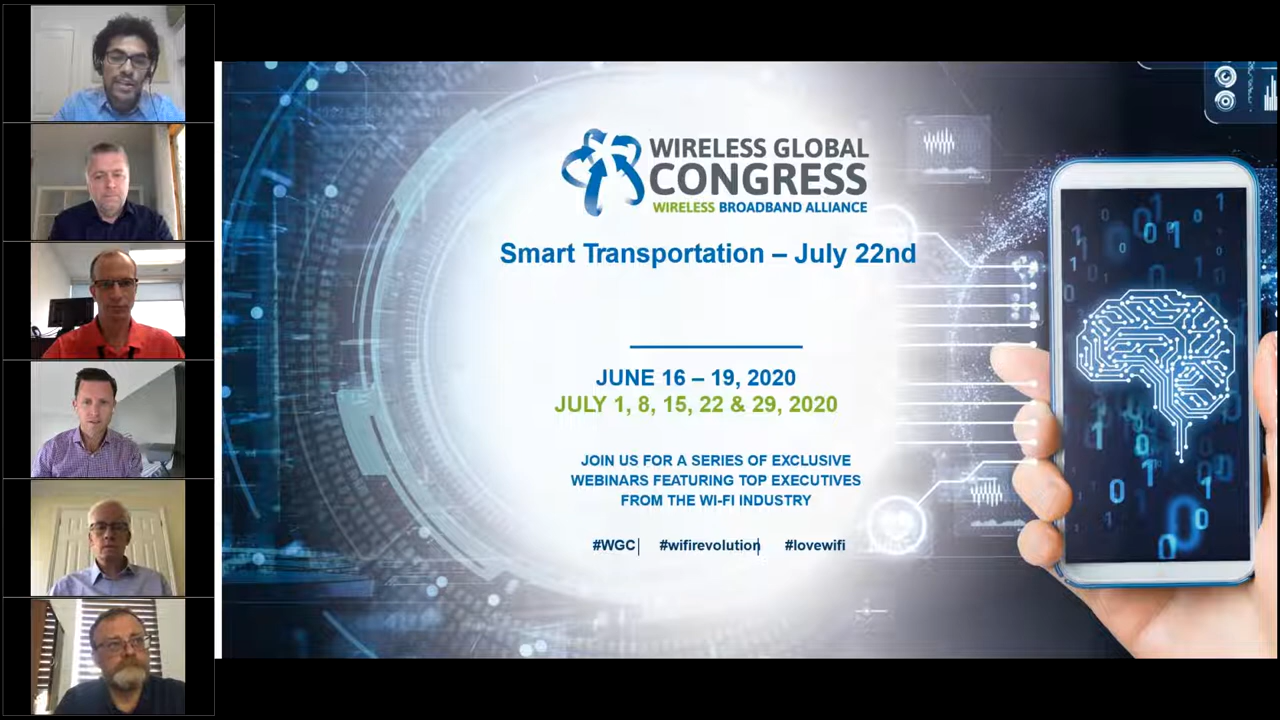 WIRELESS GLOBAL
CONGRESS
WIRELESS BROADBAND ALLIANCE
Smart Transportation – July 22nd
JUNE 16 – 19, 2020
JULY 1, 8, 15, 22 & 29, 2020
JOIN US FOR A SERIES OF EXCLUSIVE
WEBINARS FEATURING TOP EXECUTIVES
FROM THE WI-FI INDUSTRY
#WGC| #wifirevolution| #lovewifi